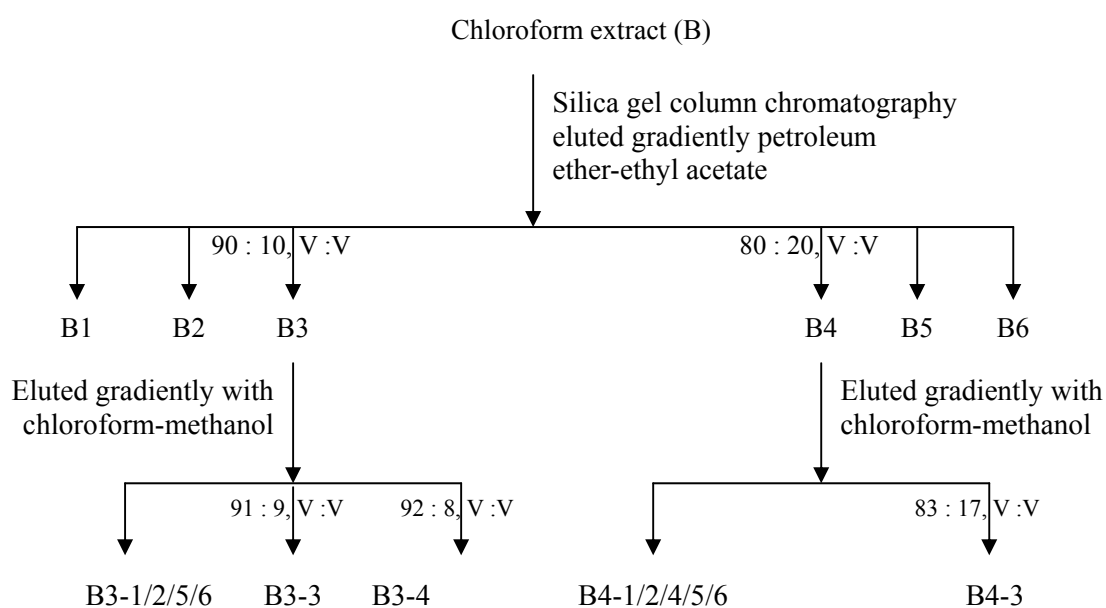 Chloroform extract (B)
Silica gel column chromatography
eluted gradiently petroleum
ether-ethyl acetate
90 : 10, V :V
80 : 20, V :V
B1 B2 B3 B4 B5 B6
Eluted gradiently with
chloroform-methanol
Eluted gradiently with
chloroform-methanol
91 : 9, V :V
92 : 8, V :V
83 : 17, V :V
B3-1/2/5/6 B3-3 B3-4 B4-1/2/4/5/6 B4-3